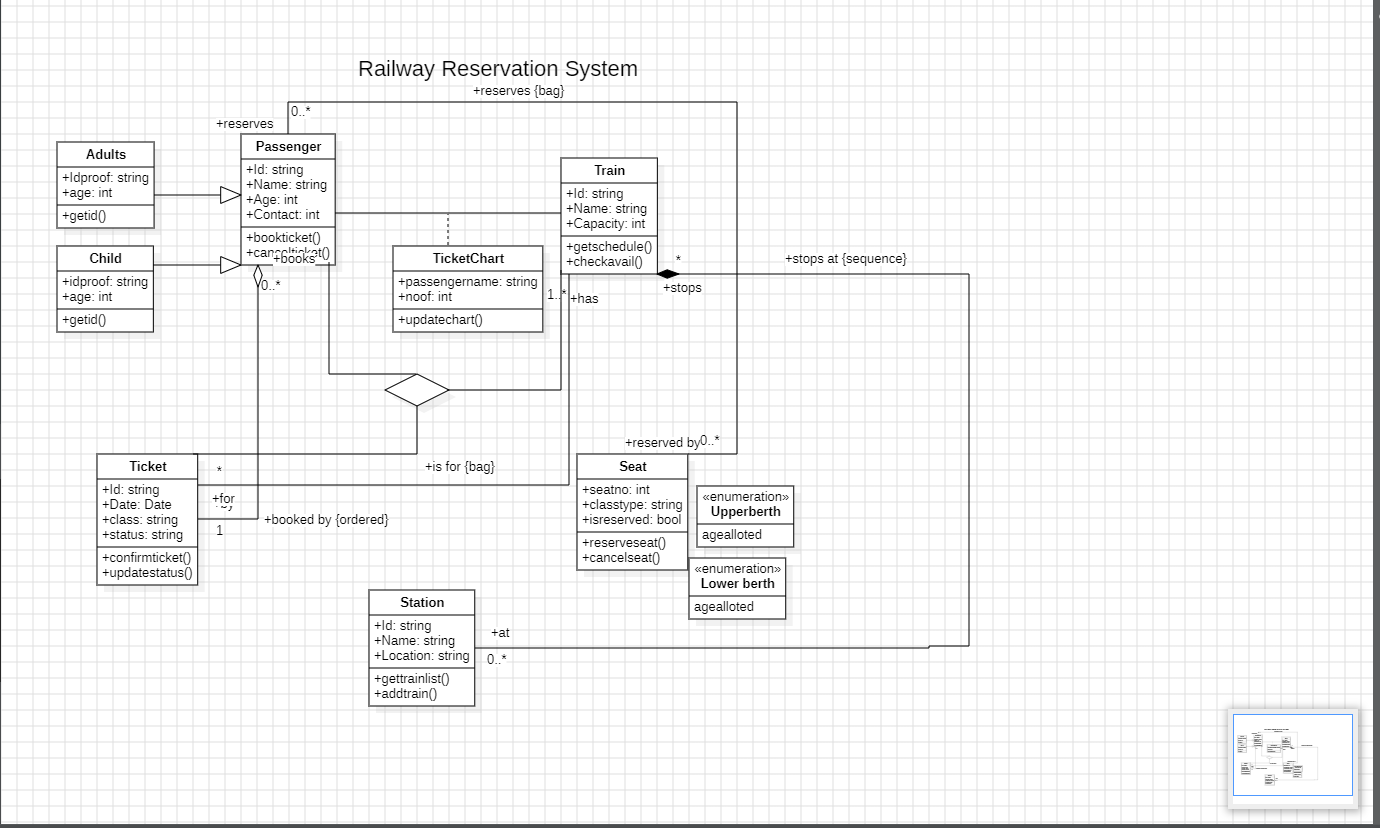 Railway Reservation System
+reserves {bag}
0..*
+reserves
Adults
+Idproof: string
+age: int
+getid()
Passenger
+Id: string
+Name: string
+Age: int
+Contact: int
+bookticket()
+cancelticket()
+books
0..*
Train
+Id: string
+Name: string
+Capacity: int
+getschedule()
+checkavail()
Child
+idproof: string
+age: int
+getid()
TicketChart
+passengername: string
+noof: int
+updatechart()
1..*
+has
*
+stops
+stops at {sequence}
+reserved by
0..*
Ticket
+Id: string
+Date: Date
+class: string
+status: string
+confirmticket()
+updatestatus()
*
+for
1
+is for {bag}
+booked by {ordered}
Seat
+seatno: int
+classtype: string
+isreserved: bool
+reserveseat()
+cancelseat()
«enumeration»
Upperberth
agealloted
«enumeration»
Lower berth
agealloted
Station
+Id: string
+Name: string
+Location: string
+gettrainlist()
+addtrain()
+at
0..*